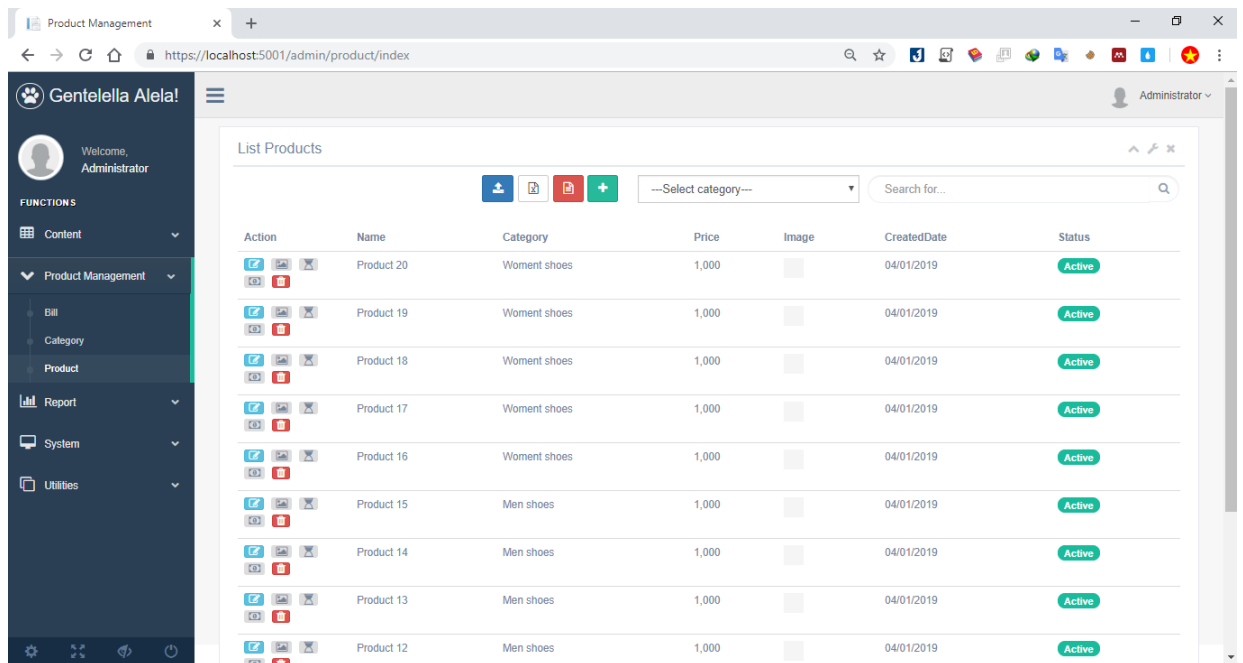 Product Management
https://localhost:5001/admin/product/index
Gentelella Alela!
Administrator
Welcome,
Administrator
FUNCTIONS
Content
Product Management
Bill
Category
Product
Report
System
Utilities
List Products
---Select category--- Search for...
Action Name Category Price Image CreatedDate Status
Product 20 Woment shoes 1,000 04/01/2019 Active
Product 19 Woment shoes 1,000 04/01/2019 Active
Product 18 Woment shoes 1,000 04/01/2019 Active
Product 17 Woment shoes 1,000 04/01/2019 Active
Product 16 Woment shoes 1,000 04/01/2019 Active
Product 15 Men shoes 1,000 04/01/2019 Active
Product 14 Men shoes 1,000 04/01/2019 Active
Product 13 Men shoes 1,000 04/01/2019 Active
Product 12 Men shoes 1,000 04/01/2019 Active